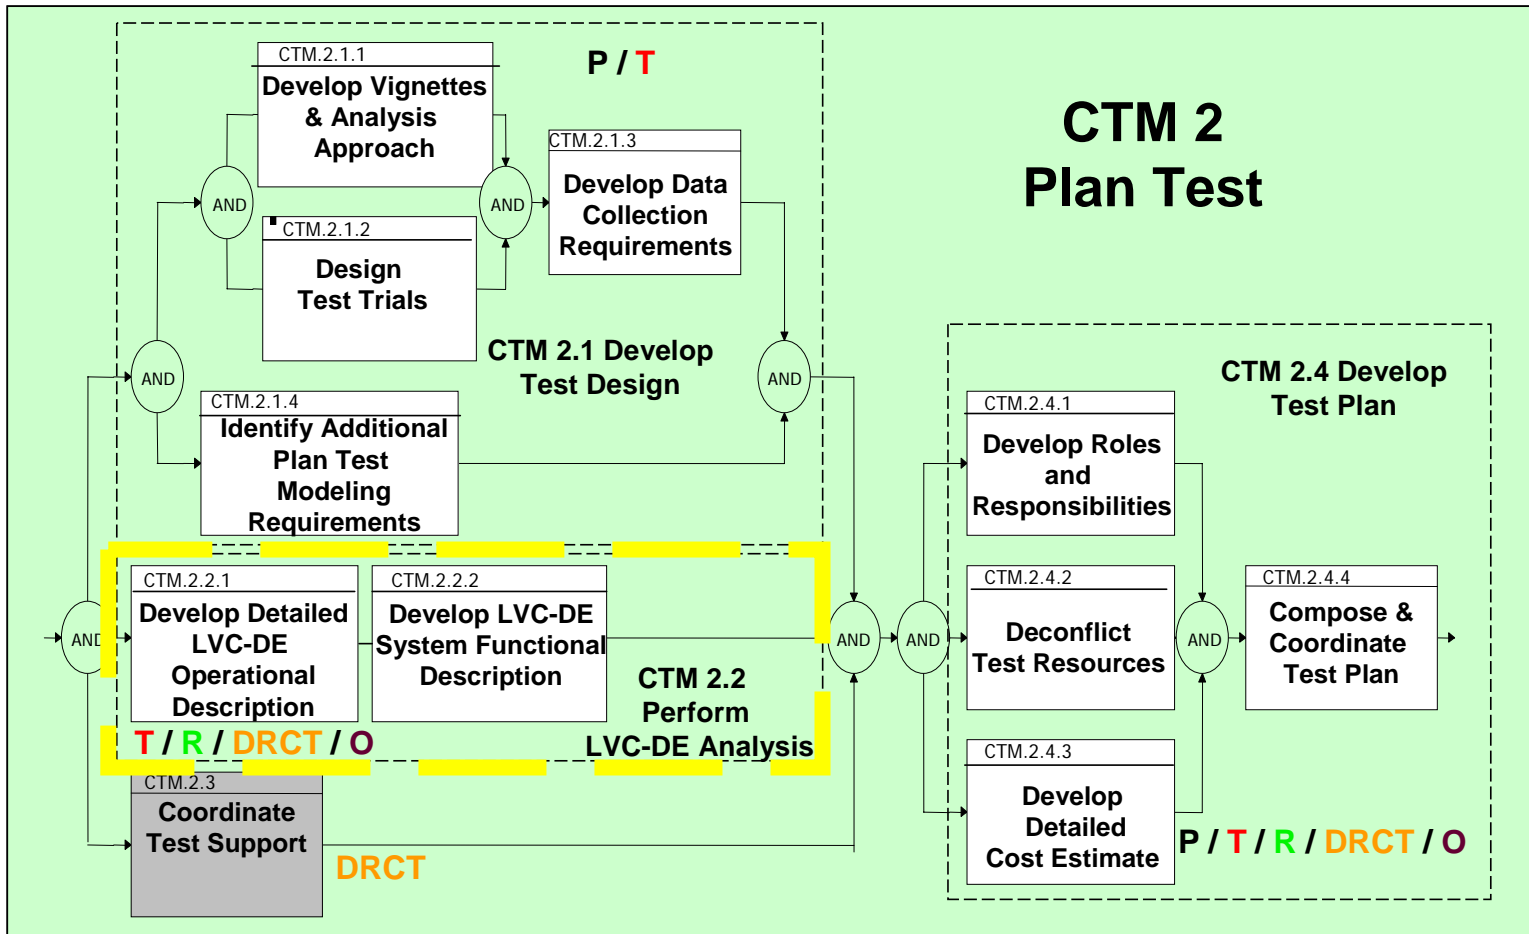 CTM 2
Plan Test
P / T
CTM.2.1.1
Develop Vignettes
& Analysis
Approach
AND
AND
CTM.2.1.2
Design
Test Trials
CTM.2.1.3
Develop Data
Collection
Requirements
CTM 2.1 Develop
Test Design
AND
AND
CTM.2.1.4
Identify Additional
Plan Test
Modeling
Requirements
AND
CTM.2.2.1
Develop Detailed
LVC-DE
Operational
Description
CTM.2.2.2
Develop LVC-DE
System Functional
Description
CTM 2.2
Perform
LVC-DE Analysis
T / R / DRCT / O
CTM.2.3
Coordinate
Test Support
DRCT
AND
AND
CTM 2.4 Develop
Test Plan
CTM.2.4.1
Develop Roles
and
Responsibilities
CTM.2.4.2
Deconflict
Test Resources
CTM.2.4.3
Develop
Detailed
Cost Estimate
AND
CTM.2.4.4
Compose &
Coordinate
Test Plan
P / T / R / DRCT / O